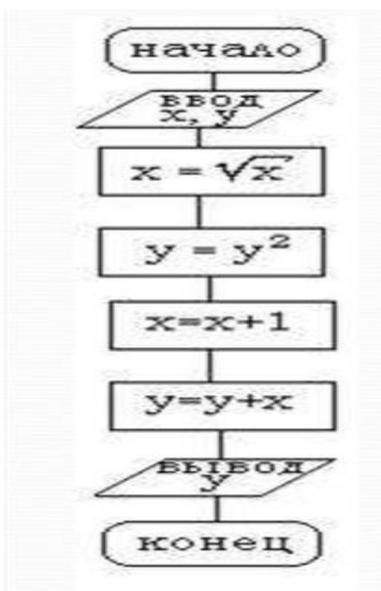 начало
ввод
x, y
x = √x
y = y²
x=x+1
y=y+x
вывод
y
конец